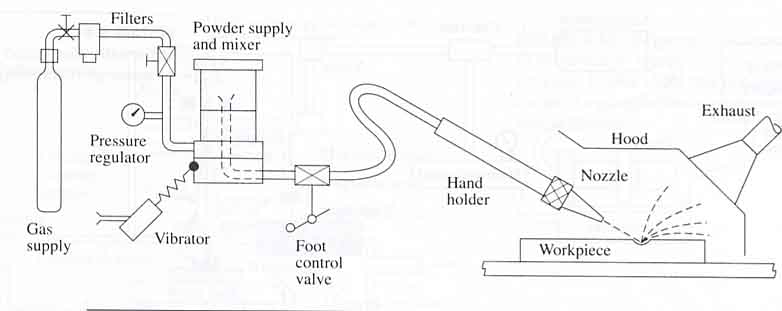 Filters
Powder supply
and mixer
Exhaust
Hood
Pressure
regulator
Nozzle
Hand
holder
Gas
supply
Vibrator
Foot
control
valve
Workpiece